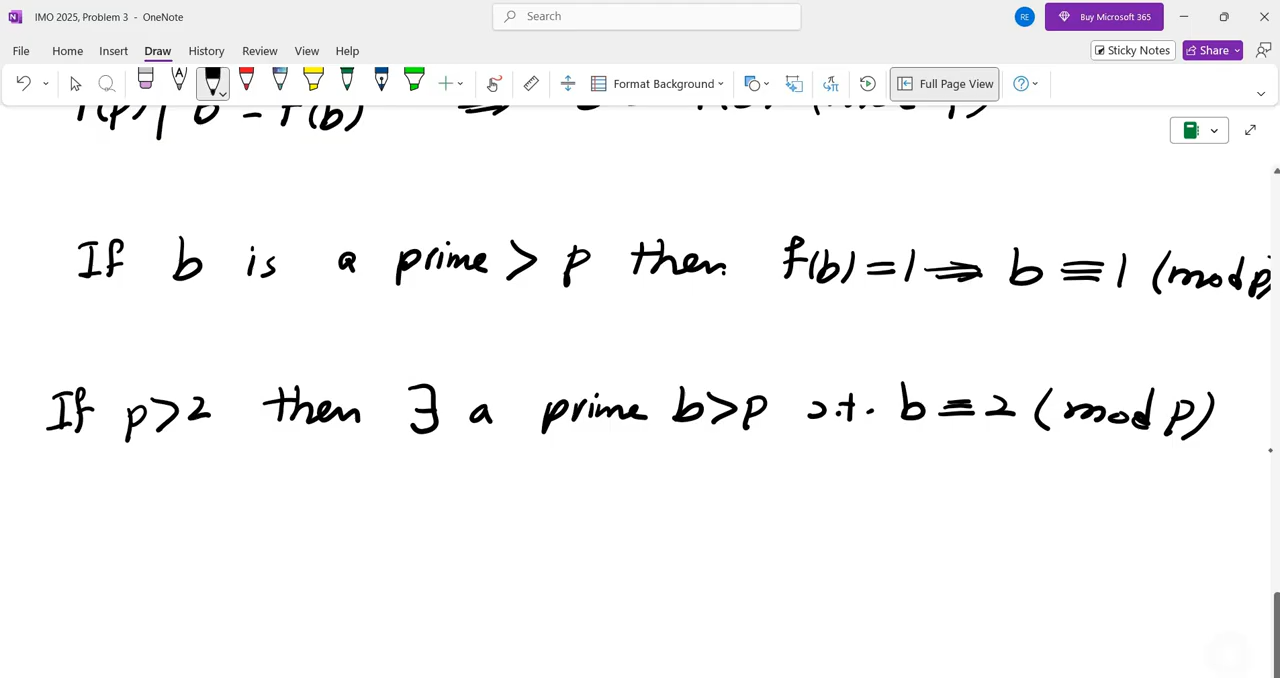 IMO 2025, Problem 3 - OneNote
Search
RE
Buy Microsoft 365
File Home Insert Draw History Review View Help
Sticky Notes
Share
Format Background
Full Page View
f(p) | b - f(b) ⇒
If b is a prime > p then f(b) = 1 ⇒ b ≡ 1 (mod p)
If p>2 then ∃ a prime b>p s.t. b ≡ 2 (mod p)